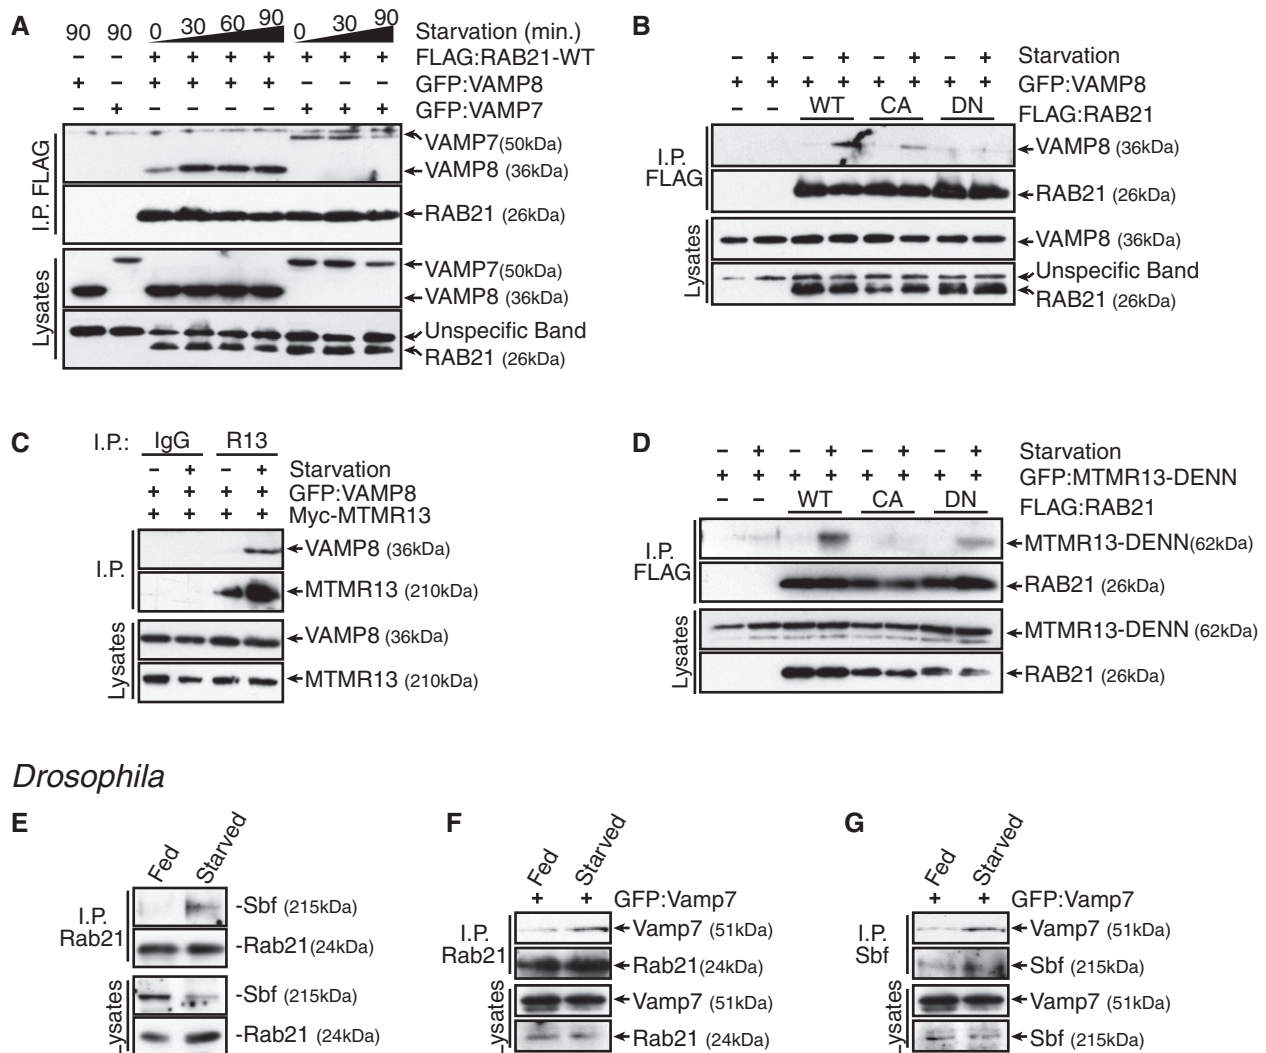 A
90 90 0 30 60 90 0 30 90 Starvation (min.)
– – + + + + + + + FLAG:RAB21-WT
+ – + + + + – – – GFP:VAMP8
– + – – – – + + + GFP:VAMP7
I.P. FLAG
VAMP7(50kDa)
VAMP8 (36kDa)
RAB21 (26kDa)
Lysates
VAMP7(50kDa)
VAMP8 (36kDa)
Unspecific Band
RAB21 (26kDa)
B
– + – + – + – + Starvation
+ + + + + + + + GFP:VAMP8
– – WT CA DN FLAG:RAB21
I.P.
FLAG
VAMP8 (36kDa)
RAB21 (26kDa)
Lysates
VAMP8 (36kDa)
Unspecific Band
RAB21 (26kDa)
C
I.P.: IgG R13
– + – + Starvation
+ + + + GFP:VAMP8
+ + + + Myc-MTMR13
I.P.
VAMP8 (36kDa)
MTMR13 (210kDa)
Lysates
VAMP8 (36kDa)
MTMR13 (210kDa)
D
– + – + – + – + Starvation
+ + + + + + + + GFP:MTMR13-DENN
– – WT CA DN FLAG:RAB21
I.P.
FLAG
MTMR13-DENN(62kDa)
RAB21 (26kDa)
Lysates
MTMR13-DENN (62kDa)
RAB21 (26kDa)
Drosophila
E
Fed Starved
I.P.
Rab21
-Sbf (215kDa)
-Rab21(24kDa)
Lysates
-Sbf (215kDa)
-Rab21 (24kDa)
F
Fed Starved
+ + GFP:Vamp7
I.P.
Rab21
Vamp7 (51kDa)
Rab21(24kDa)
Lysates
Vamp7 (51kDa)
Rab21 (24kDa)
G
Fed Starved
+ + GFP:Vamp7
I.P.
Sbf
Vamp7 (51kDa)
Sbf (215kDa)
Lysates
Vamp7 (51kDa)
Sbf (215kDa)